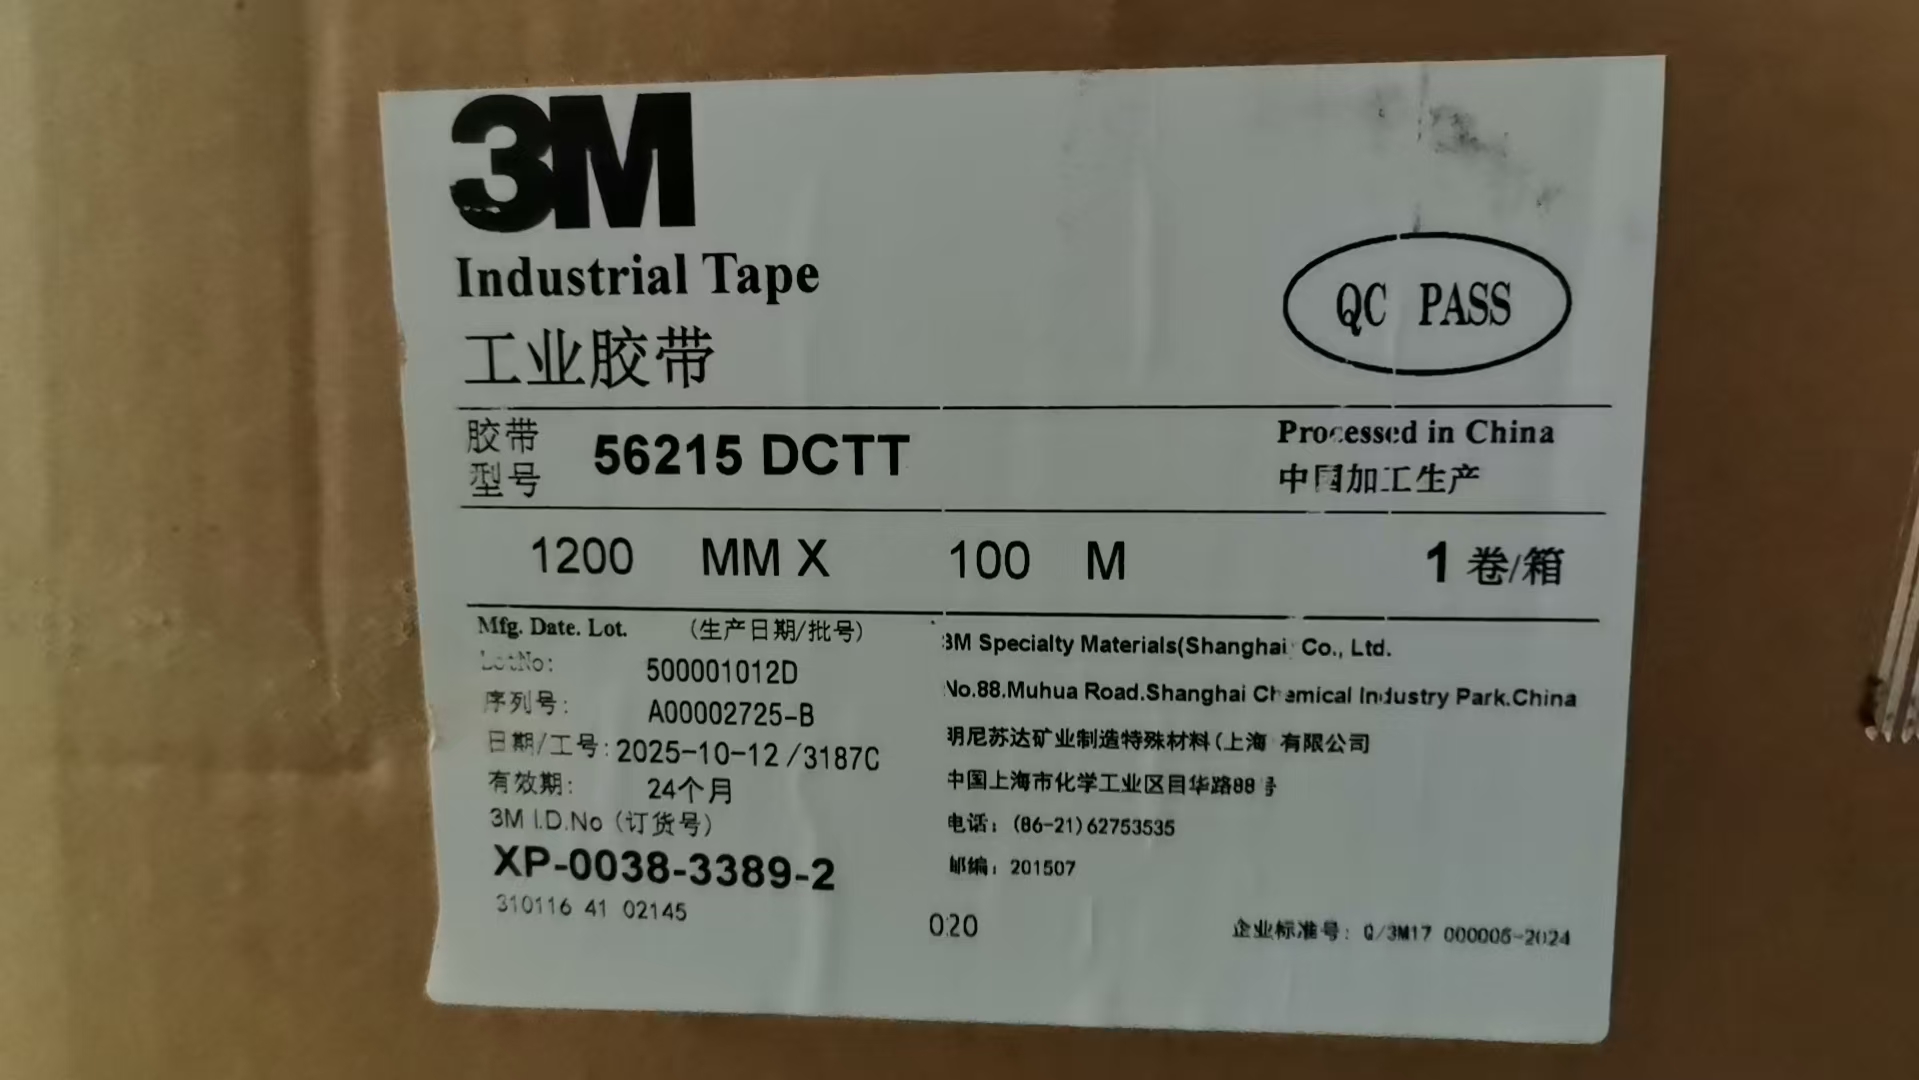 3M
Industrial Tape
工业胶带
QC PASS
胶带
型号
56215 DCTT
Processed in China
中国加工生产
1200 MM X 100 M 1 卷/箱
Mfg. Date. Lot. (生产日期/批号)
LotNo: 500001012D
序列号: A00002725-B
日期/工号: 2025-10-12 /3187C
有效期: 24个月
3M I.D.No (订货号)
XP-0038-3389-2
310116 41 02145
3M Specialty Materials(Shanghai Co., Ltd.
No.88.Muhua Road.Shanghai Chemical Industry Park.China
明尼苏达矿业制造特殊材料(上海 有限公司
中国上海市化学工业区目华路88号
电话: (86-21)62753535
邮编: 201507
020
企业标准号: Q/3M17 000006-2024